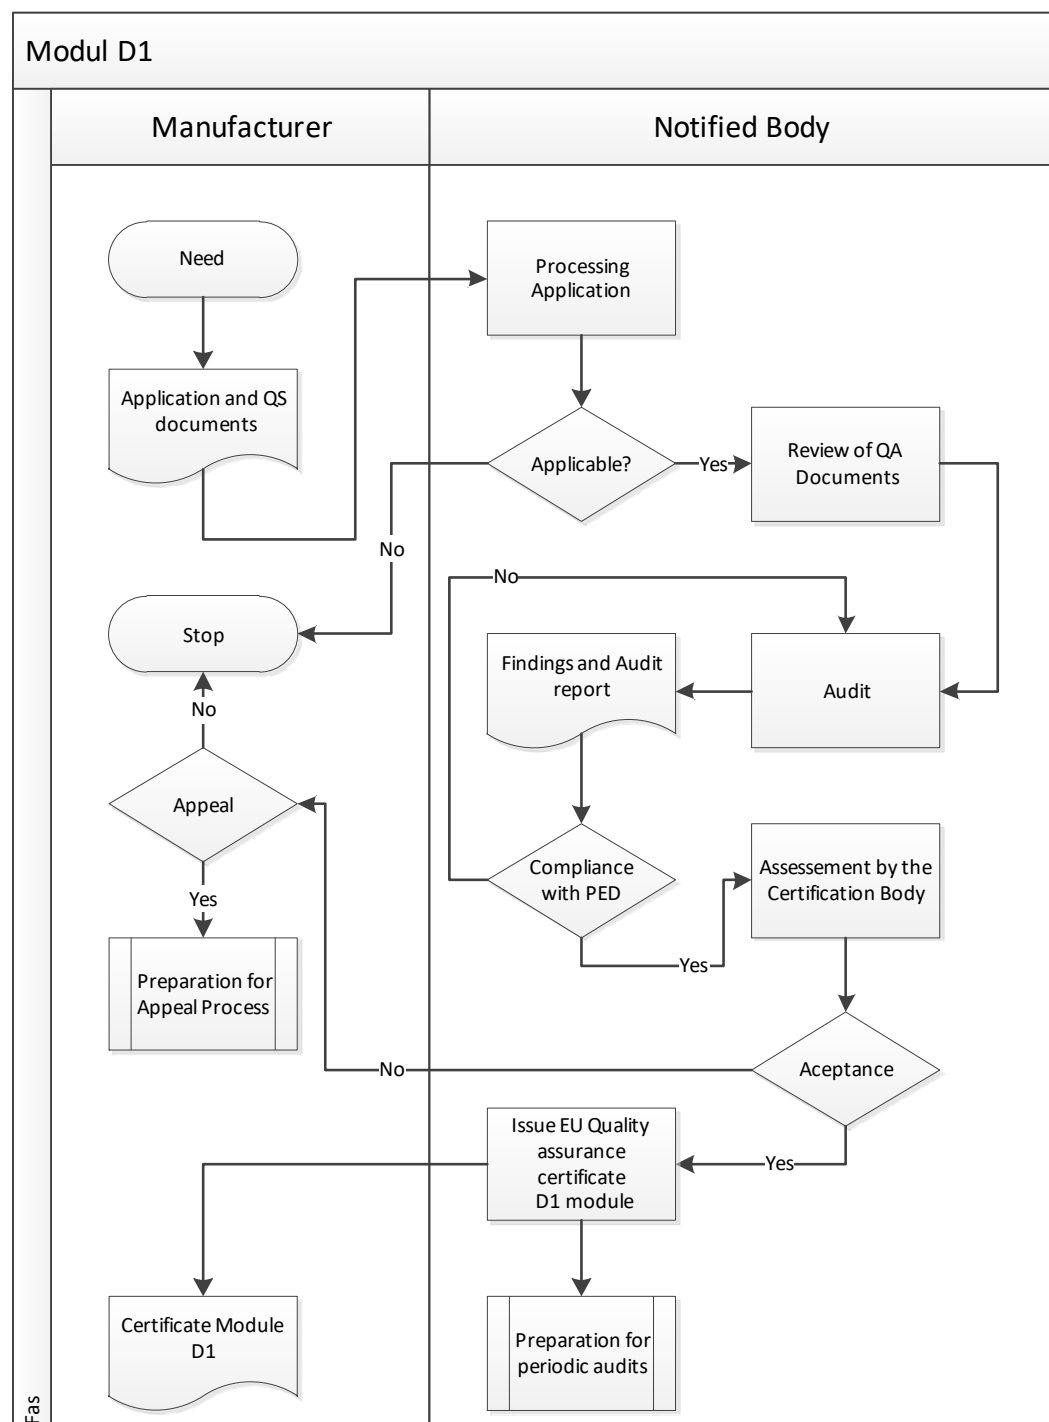 Modul D1
Manufacturer
Notified Body
Need
Processing
Application
Application and QS
documents
Applicable?
Yes
Review of QA
Documents
No
No
Stop
Findings and Audit
report
Audit
No
Appeal
Compliance
with PED
Assessement by the
Certification Body
Yes
Yes
Preparation for
Appeal Process
No
Aceptance
Issue EU Quality
assurance
certificate
D1 module
Yes
Certificate Module
D1
Preparation for
periodic audits
Fas